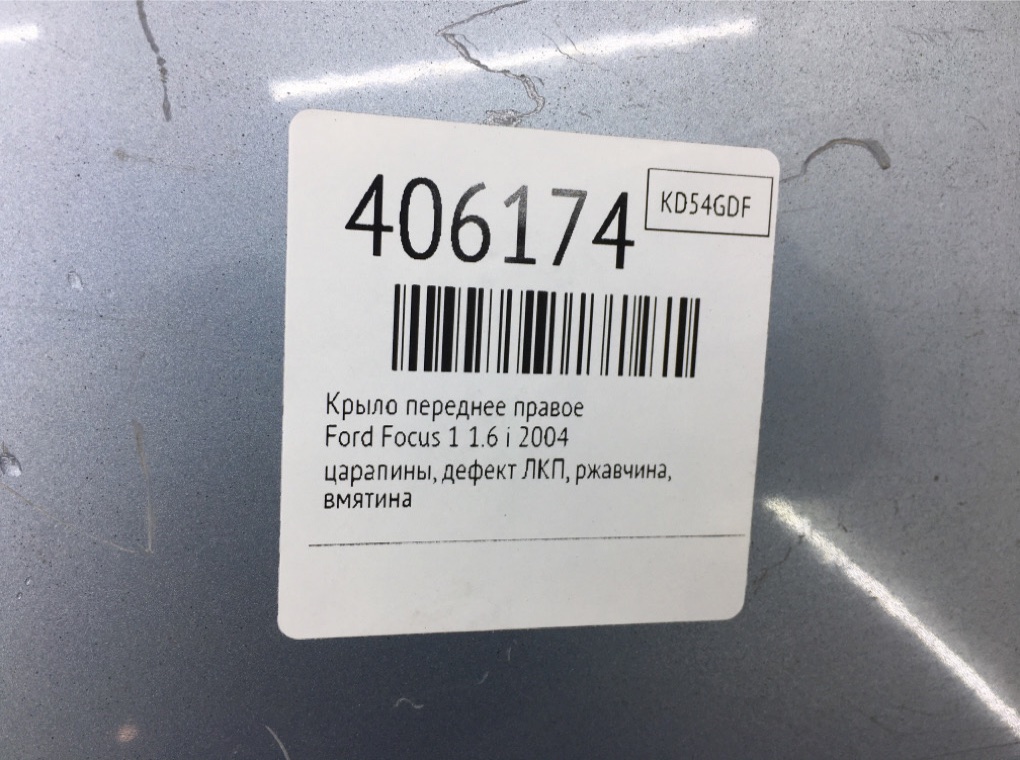 406174
KD54GDF
Крыло переднее правое
Ford Focus 1 1.6 i 2004
царапины, дефект ЛКП, ржавчина,
вмятина